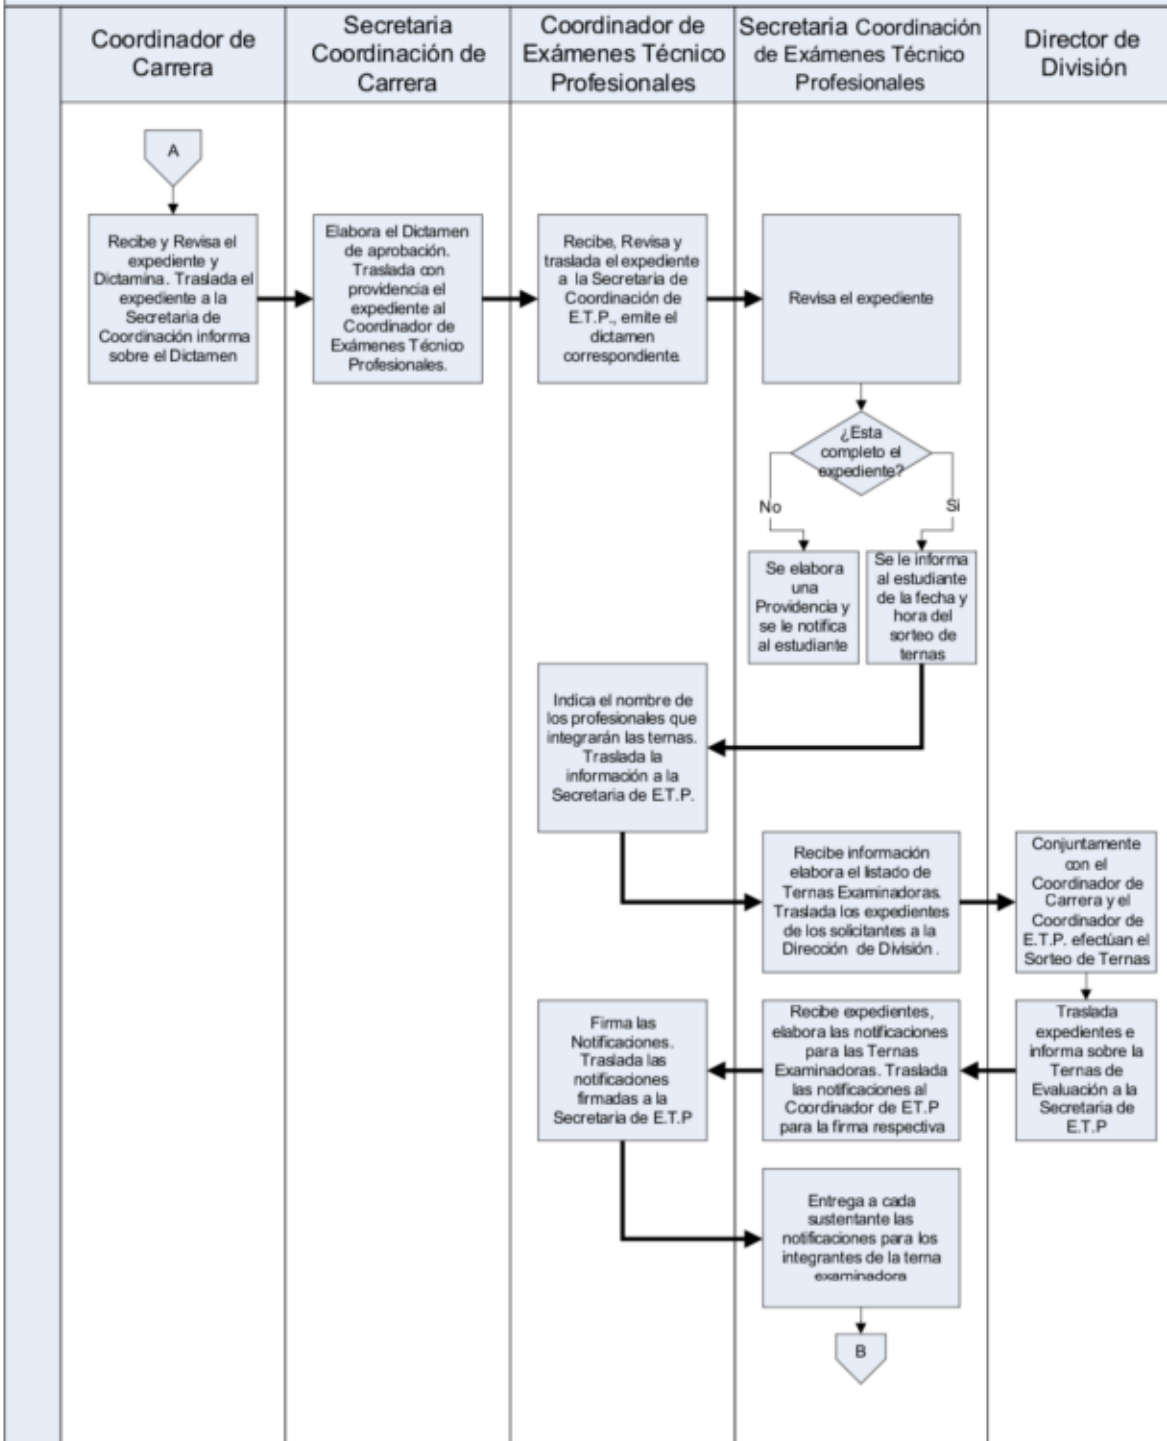 Coordinador de
Carrera
Secretaria
Coordinación de
Carrera
Coordinador de
Exámenes Técnico
Profesionales
Secretaria Coordinación
de Exámenes Técnico
Profesionales
Director de
División
A
Recibe y Revisa el
expediente y
Dictamina. Traslada el
expediente a la
Secretaria de
Coordinación informa
sobre el Dictamen
Elabora el Dictamen
de aprobación.
Traslada con
providencia el
expediente al
Coordinador de
Exámenes Técnico
Profesionales.
Recibe, Revisa y
traslada el expediente
a la Secretaria de
Coordinación de
E.T.P., emite el
dictamen
correspondiente.
Revisa el expediente
¿Esta
completo el
expediente?
No
Si
Se elabora
una
Providencia y
se le notifica
al estudiante
Se le informa
al estudiante
de la fecha y
hora del
sorteo de
ternas
Indica el nombre de
los profesionales que
integrarán las ternas.
Traslada la
información a la
Secretaria de E.T.P.
Recibe información
elabora el listado de
Ternas Examinadoras.
Traslada los expedientes
de los solicitantes a la
Dirección de División .
Conjuntamente
con el
Coordinador de
Carrera y el
Coordinador de
E.T.P. efectúan el
Sorteo de Ternas
Firma las
Notificaciones.
Traslada las
notificaciones
firmadas a la
Secretaria de E.T.P
Recibe expedientes,
elabora las notificaciones
para las Ternas
Examinadoras. Traslada
las notificaciones al
Coordinador de ET.P
para la firma respectiva
Traslada
expedientes e
informa sobre la
Ternas de
Evaluación a la
Secretaria de
E.T.P
Entrega a cada
sustentante las
notificaciones para los
integrantes de la terna
examinadora
B